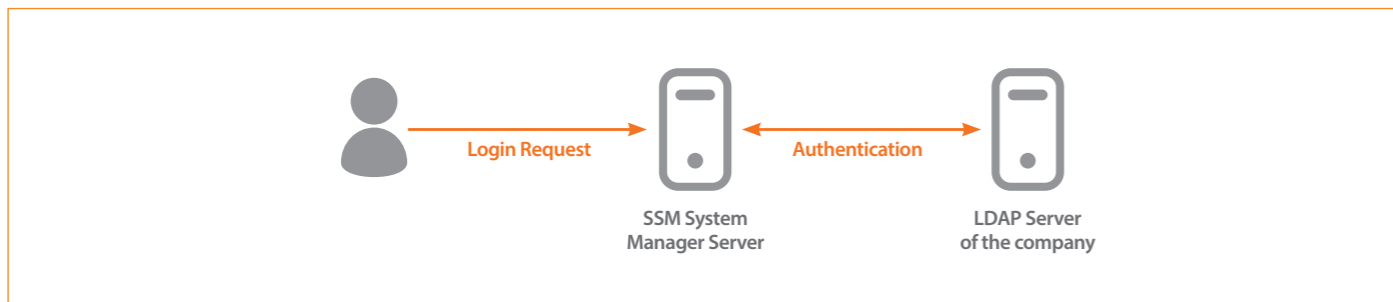 Login Request
Authentication
SSM System
Manager Server
LDAP Server
of the company